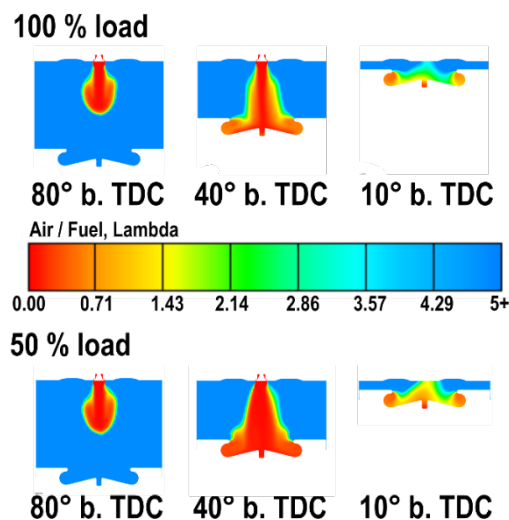 100 % load
80° b. TDC 40° b. TDC 10° b. TDC
Air / Fuel, Lambda
0.00 0.71 1.43 2.14 2.86 3.57 4.29 5+
50 % load
80° b. TDC 40° b. TDC 10° b. TDC